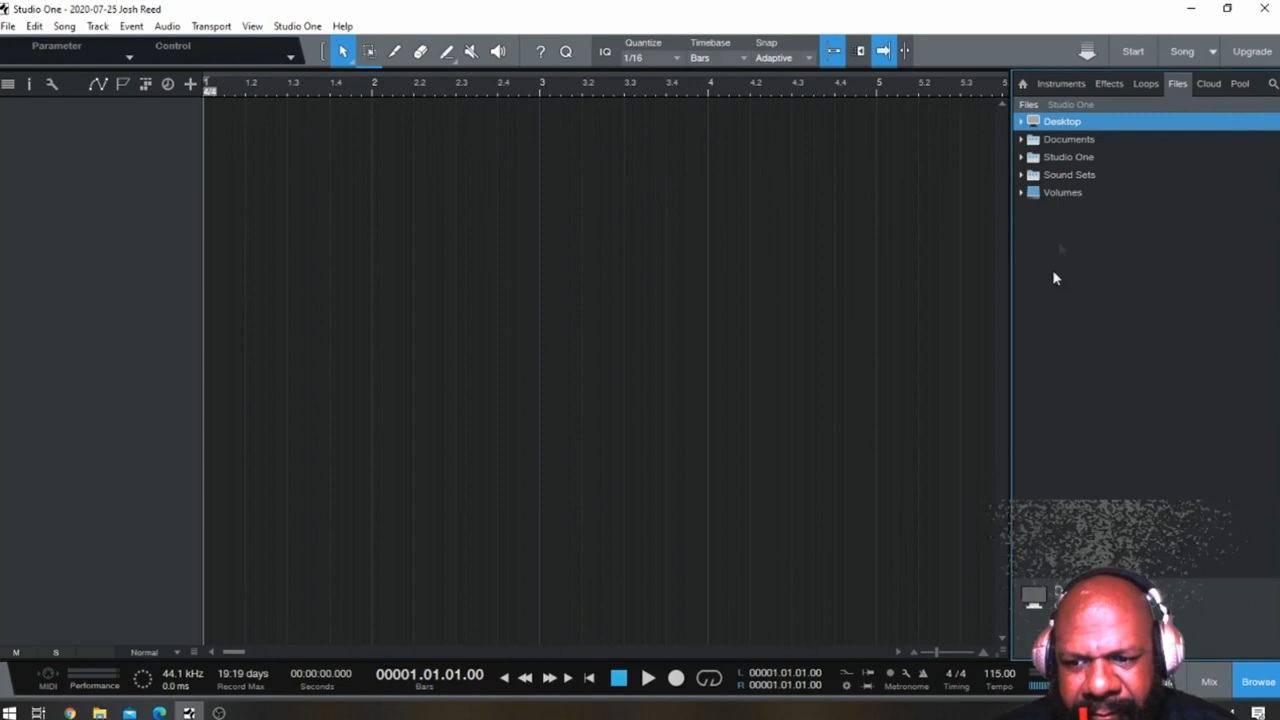 Studio One - 2020-07-25 Josh Reed
File Edit Song Track Event Audio Transport View Studio One Help
Parameter Control
IQ Quantize 1/16 Timebase Bars Snap Adaptive
Start Song Upgrade
1.2 1.3 1.4 2 2.2 2.3 2.4 3 3.2 3.3 3.4 4 4.2 4.3 4.4 5 5.2 5.3 5
4/4
Instruments Effects Loops Files Cloud Pool
Files Studio One
Desktop
Documents
Studio One
Sound Sets
Volumes
M S Normal
MIDI Performance
44.1 kHz
0.0 ms
19:19 days
Record Max
00:00:00.000
Seconds
00001.01.01.00
Bars
L 00001.01.01.00
R 00001.01.01.00
Metronome
4/4
Timing
115.00
Tempo
Mix Browse